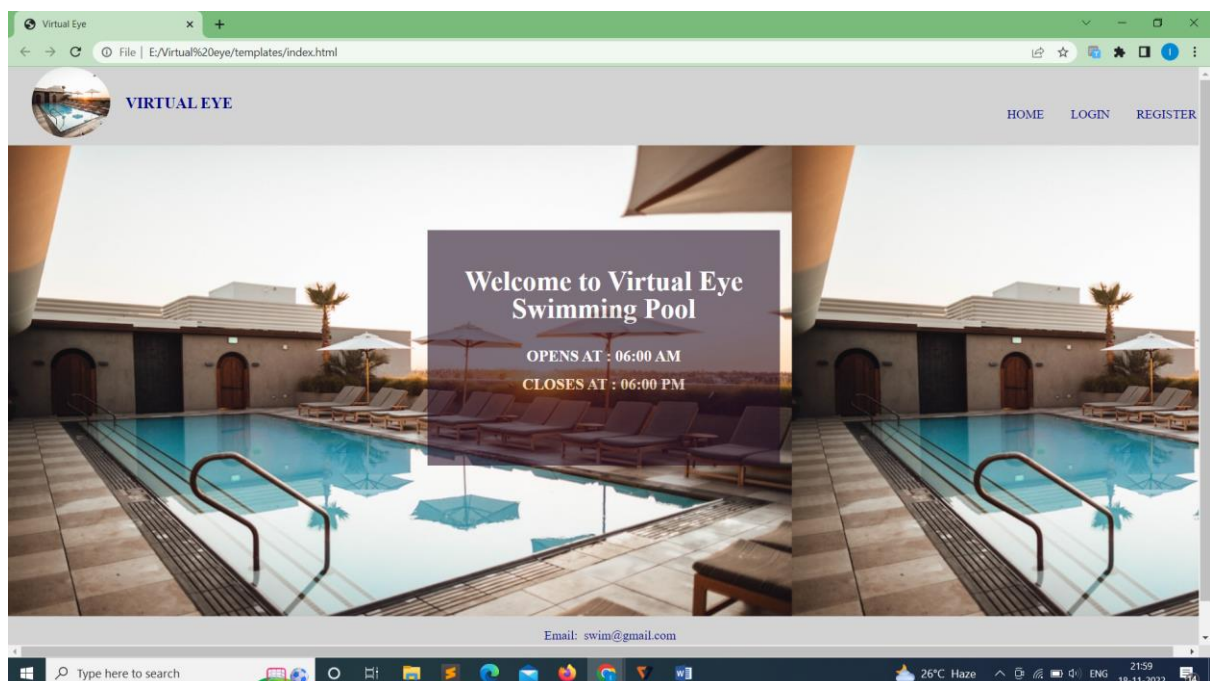 Virtual Eye
File | E:/Virtual%20eye/templates/index.html
VIRTUAL EYE
HOME LOGIN REGISTER
Welcome to Virtual Eye
Swimming Pool
OPENS AT : 06:00 AM
CLOSES AT : 06:00 PM
Email: swim@gmail.com
Type here to search
26°C Haze
ENG
21:59
18-11-2022